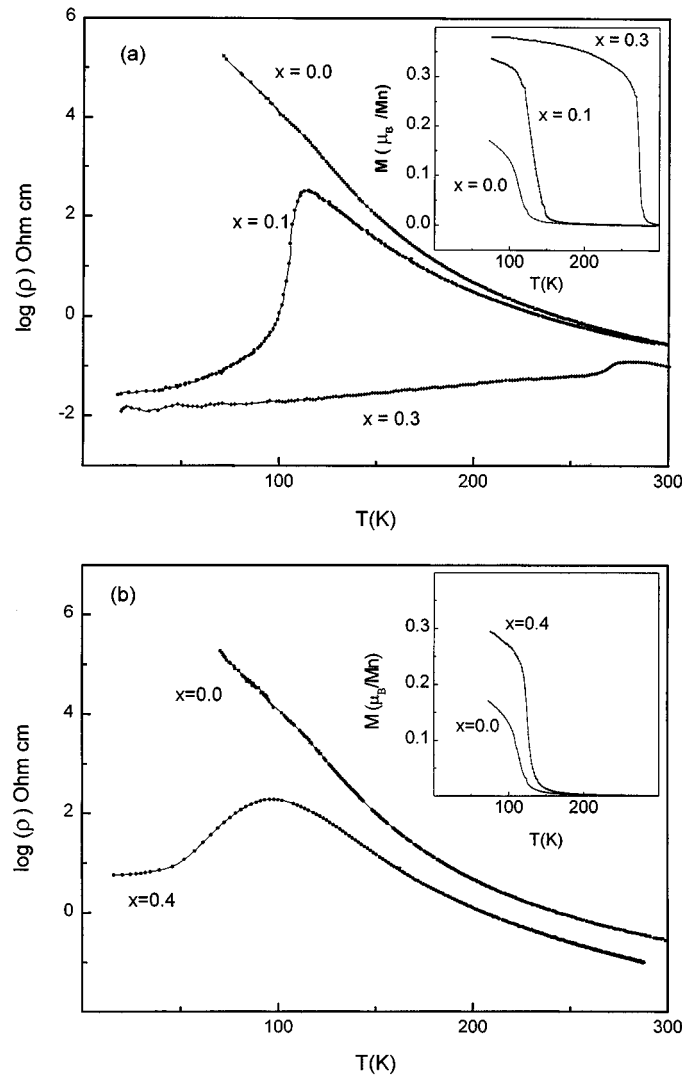 (a)
6
4
2
0
-2
log (ρ) Ohm cm
100
200
300
T(K)
x = 0.0
x = 0.1
x = 0.3
M ( μB /Mn)
0.3
0.2
0.1
0.0
x = 0.3
x = 0.1
x = 0.0
100
200
T(K)
(b)
6
4
2
0
log (ρ) Ohm cm
100
200
300
T(K)
x=0.0
x=0.4
M (μB/Mn)
0.3
0.2
0.1
x=0.4
x=0.0
100
200
T(K)